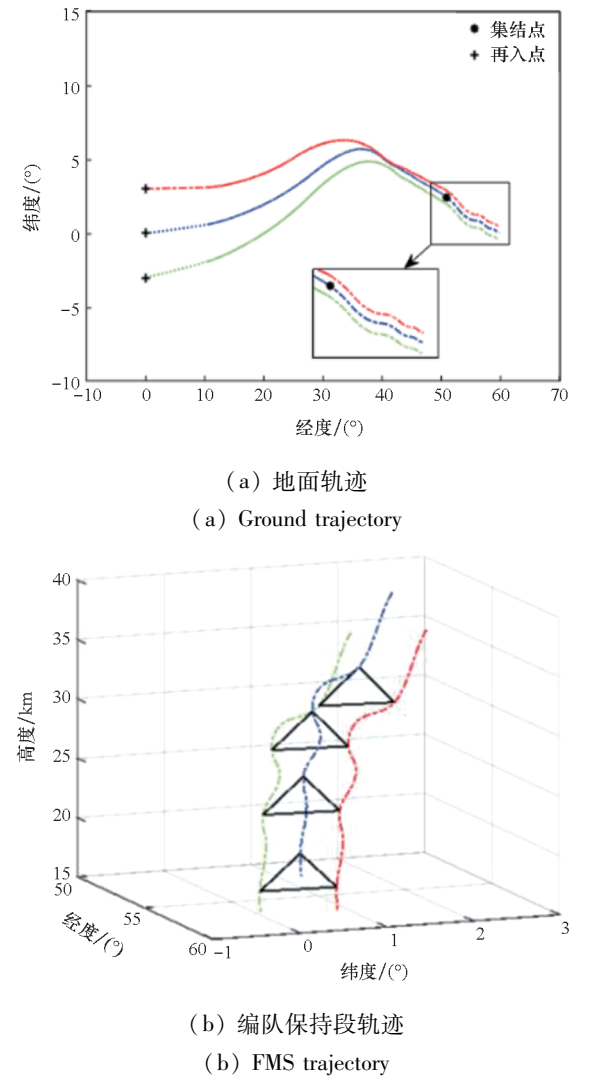 15
● 集结点
+ 再入点
10
5
0
−5
−10
纬度/(°)
−10 0 10 20 30 40 50 60 70
经度/(°)
(a) 地面轨迹
(a) Ground trajectory
40
35
30
25
20
15
高度/km
50
55
60
经度/(°)
−1 0 1 2 3
纬度/(°)
(b) 编队保持段轨迹
(b) FMS trajectory